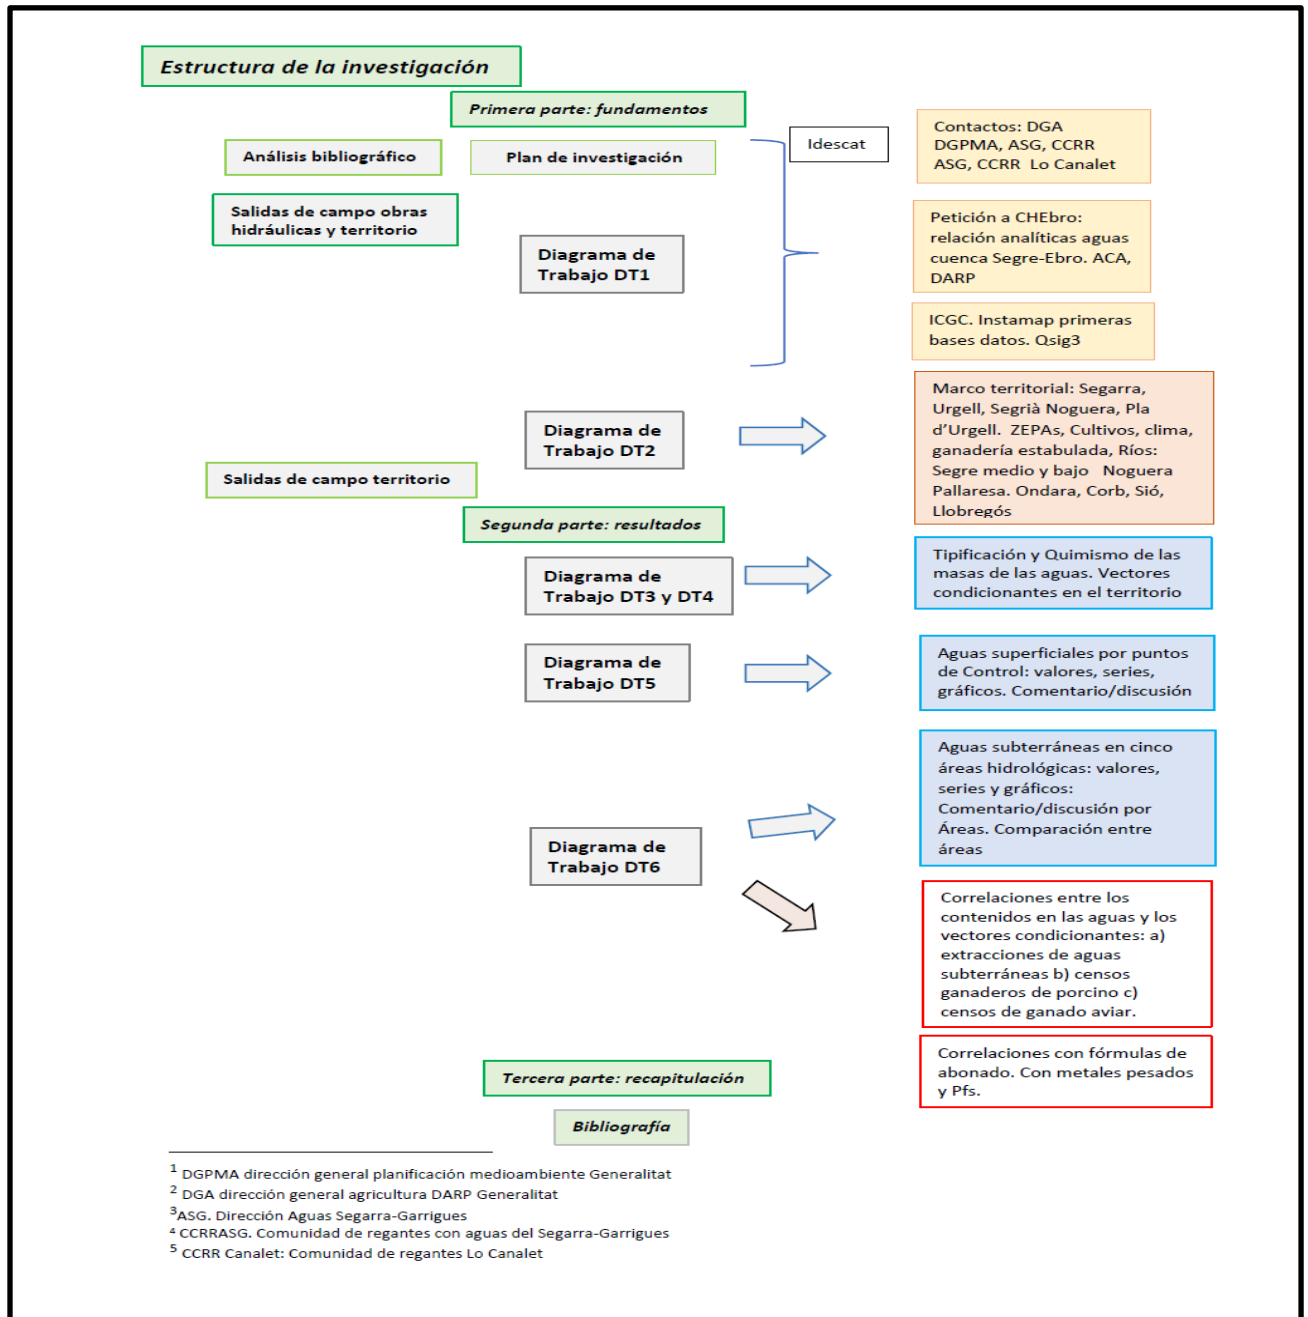 Estructura de la investigación
Primera parte: fundamentos
Análisis bibliográfico
Plan de investigación
Idescat
Contactos: DGA
DGPMA, ASG, CCRR
ASG, CCRR Lo Canalet
Salidas de campo obras
hidráulicas y territorio
Diagrama de
Trabajo DT1
Petición a CHEbro:
relación analíticas aguas
cuenca Segre-Ebro. ACA,
DARP
ICGC. Instamap primeras
bases datos. Qsig3
Diagrama de
Trabajo DT2
Marco territorial: Segarra,
Urgell, Segrià Noguera, Pla
d’Urgell. ZEPAs, Cultivos, clima,
ganadería estabulada, Ríos:
Segre medio y bajo Noguera
Pallaresa. Ondara, Corb, Sió,
Llobregós
Salidas de campo territorio
Segunda parte: resultados
Diagrama de
Trabajo DT3 y DT4
Tipificación y Quimismo de las
masas de las aguas. Vectores
condicionantes en el territorio
Diagrama de
Trabajo DT5
Aguas superficiales por puntos
de Control: valores, series,
gráficos. Comentario/discusión
Diagrama de
Trabajo DT6
Aguas subterráneas en cinco
áreas hidrológicas: valores,
series y gráficos:
Comentario/discusión por
Áreas. Comparación entre
áreas
Correlaciones entre los
contenidos en las aguas y los
vectores condicionantes: a)
extracciones de aguas
subterráneas b) censos
ganaderos de porcino c)
censos de ganado aviar.
Correlaciones con fórmulas de
abonado. Con metales pesados
y Pfs.
Tercera parte: recapitulación
Bibliografía
1 DGPMA dirección general planificación medioambiente Generalitat
2 DGA dirección general agricultura DARP Generalitat
3ASG. Dirección Aguas Segarra-Garrigues
4 CCRRASG. Comunidad de regantes con aguas del Segarra-Garrigues
5 CCRR Canalet: Comunidad de regantes Lo Canalet